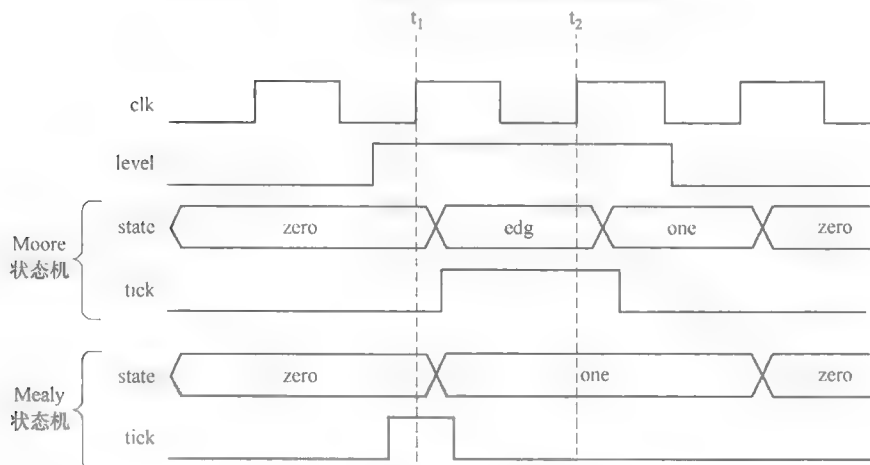 t1 t2
clk
level
Moore
状态机
state zero edg one zero
tick
Mealy
状态机
state zero one zero
tick